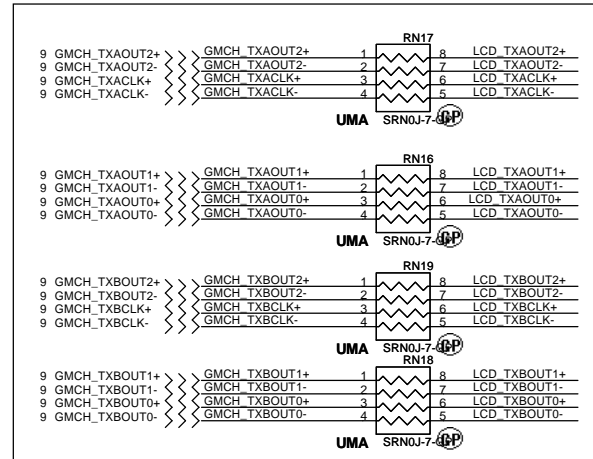 RN17
9 GMCH_TXAOUT2+ GMCH_TXAOUT2+ 1 8 LCD_TXAOUT2+
9 GMCH_TXAOUT2- GMCH_TXAOUT2- 2 7 LCD_TXAOUT2-
9 GMCH_TXACLK+ GMCH_TXACLK+ 3 6 LCD_TXACLK+
9 GMCH_TXACLK- GMCH_TXACLK- 4 5 LCD_TXACLK-
UMA SRN0J-7-GP GP
RN16
9 GMCH_TXAOUT1+ GMCH_TXAOUT1+ 1 8 LCD_TXAOUT1+
9 GMCH_TXAOUT1- GMCH_TXAOUT1- 2 7 LCD_TXAOUT1-
9 GMCH_TXAOUT0+ GMCH_TXAOUT0+ 3 6 LCD_TXAOUT0+
9 GMCH_TXAOUT0- GMCH_TXAOUT0- 4 5 LCD_TXAOUT0-
UMA SRN0J-7-GP GP
RN19
9 GMCH_TXBOUT2+ GMCH_TXBOUT2+ 1 8 LCD_TXBOUT2+
9 GMCH_TXBOUT2- GMCH_TXBOUT2- 2 7 LCD_TXBOUT2-
9 GMCH_TXBCLK+ GMCH_TXBCLK+ 3 6 LCD_TXBCLK+
9 GMCH_TXBCLK- GMCH_TXBCLK- 4 5 LCD_TXBCLK-
UMA SRN0J-7-GP GP
RN18
9 GMCH_TXBOUT1+ GMCH_TXBOUT1+ 1 8 LCD_TXBOUT1+
9 GMCH_TXBOUT1- GMCH_TXBOUT1- 2 7 LCD_TXBOUT1-
9 GMCH_TXBOUT0+ GMCH_TXBOUT0+ 3 6 LCD_TXBOUT0+
9 GMCH_TXBOUT0- GMCH_TXBOUT0- 4 5 LCD_TXBOUT0-
UMA SRN0J-7-GP GP